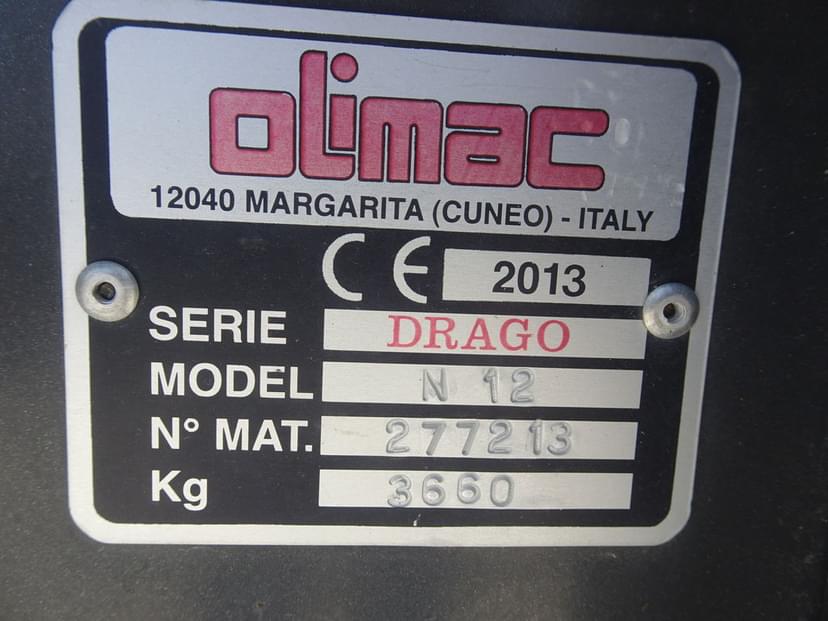 OLIMAC
12040 MARGARITA (CUNEO) - ITALY
CE 2013
SERIE DRAGO
MODEL N 12
N° MAT. 277213
Kg 3660